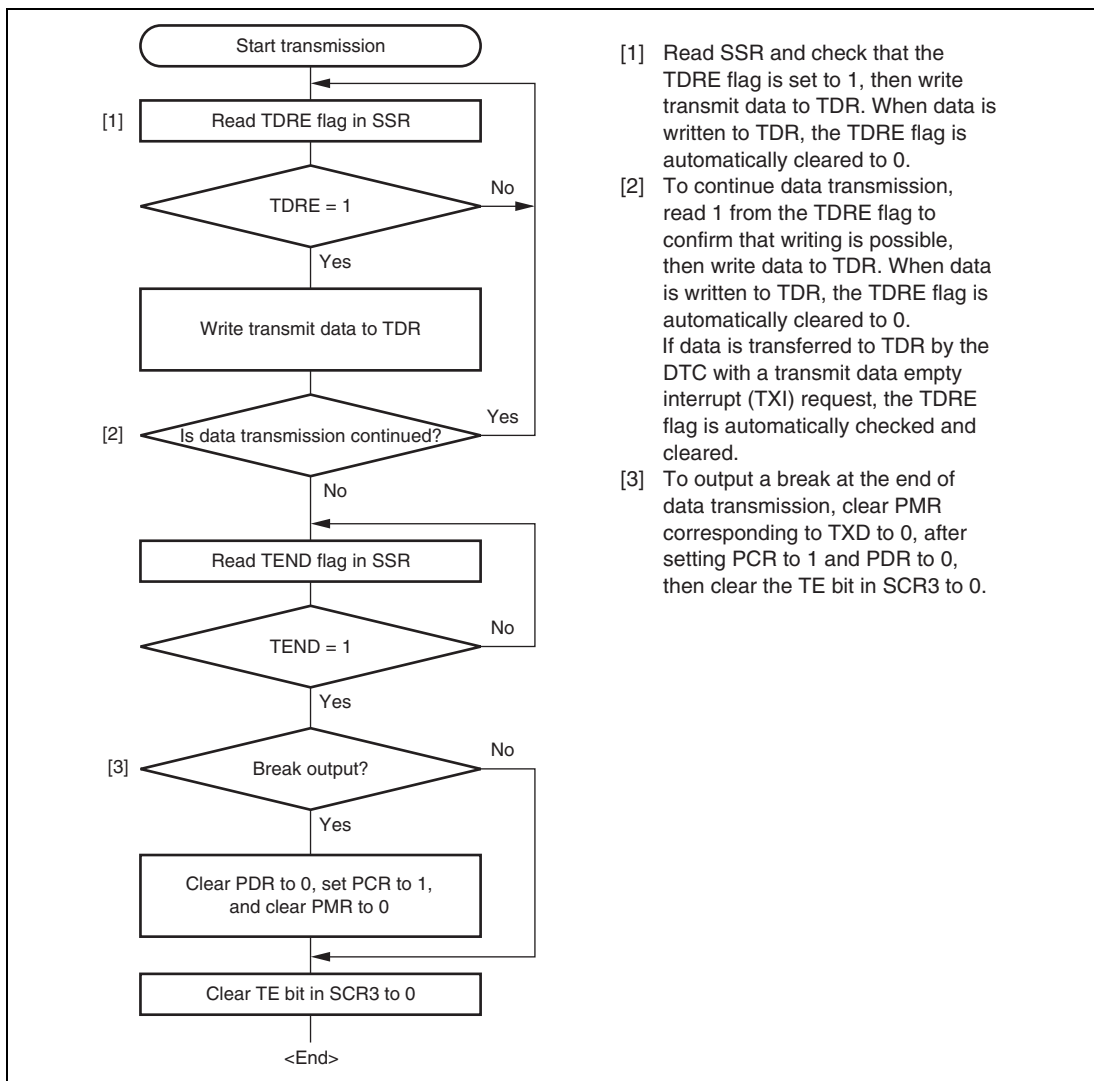 Start transmission
[1]
Read TDRE flag in SSR
TDRE = 1
No
Yes
Write transmit data to TDR
[2]
Is data transmission continued?
Yes
No
Read TEND flag in SSR
TEND = 1
No
Yes
[3]
Break output?
No
Yes
Clear PDR to 0, set PCR to 1,
and clear PMR to 0
Clear TE bit in SCR3 to 0
<End>
[1] Read SSR and check that the
TDRE flag is set to 1, then write
transmit data to TDR. When data is
written to TDR, the TDRE flag is
automatically cleared to 0.
[2] To continue data transmission,
read 1 from the TDRE flag to
confirm that writing is possible,
then write data to TDR. When data
is written to TDR, the TDRE flag is
automatically cleared to 0.
If data is transferred to TDR by the
DTC with a transmit data empty
interrupt (TXI) request, the TDRE
flag is automatically checked and
cleared.
[3] To output a break at the end of
data transmission, clear PMR
corresponding to TXD to 0, after
setting PCR to 1 and PDR to 0,
then clear the TE bit in SCR3 to 0.